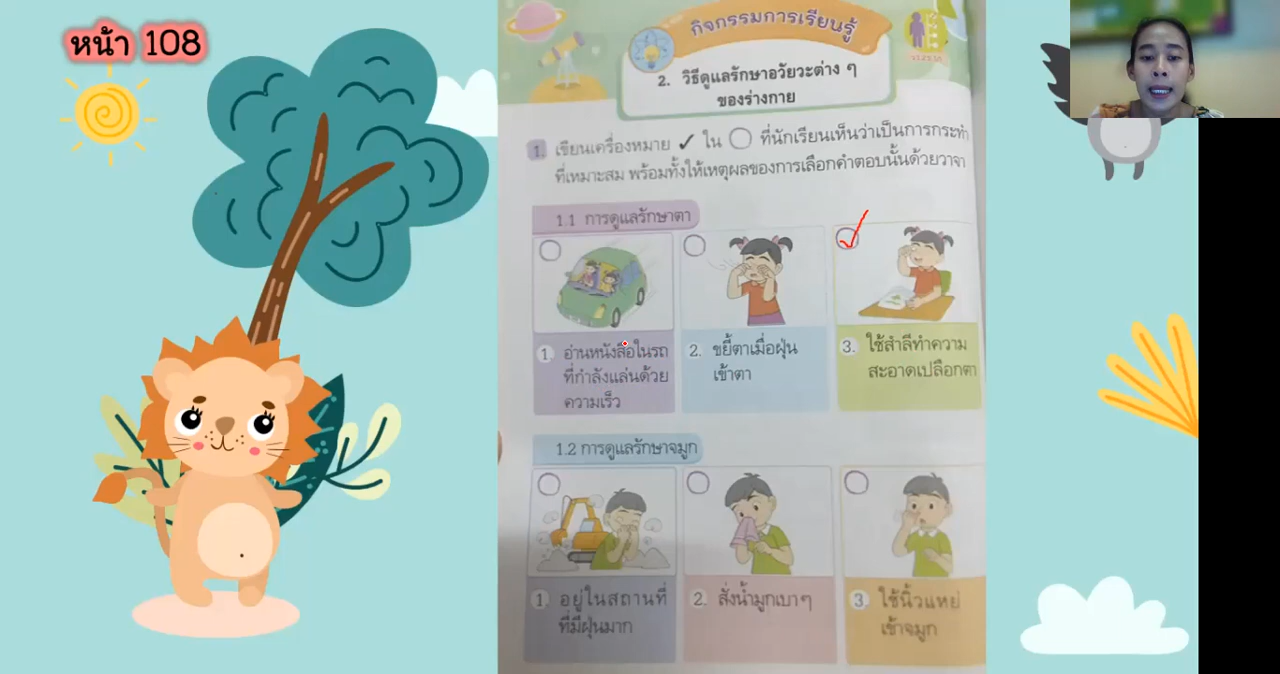 หน้า 108
กิจกรรมการเรียนรู้
2. วิธีดูแลรักษาอวัยวะต่าง ๆ
ของร่างกาย
1. เขียนเครื่องหมาย ✓ ใน ◯ ที่นักเรียนเห็นว่าเป็นการกระทำ
ที่เหมาะสม พร้อมทั้งให้เหตุผลของการเลือกคำตอบนั้นด้วยวาจา
1.1 การดูแลรักษาตา
1. อ่านหนังสือในรถ
ที่กำลังแล่นด้วย
ความเร็ว
2. ขยี้ตาเมื่อฝุ่น
เข้าตา
3. ใช้สำลีทำความ
สะอาดเปลือกตา
1.2 การดูแลรักษาจมูก
1. อยู่ในสถานที่
ที่มีฝุ่นมาก
2. สั่งน้ำมูกเบาๆ
3. ใช้นิ้วแหย่
เข้าจมูก